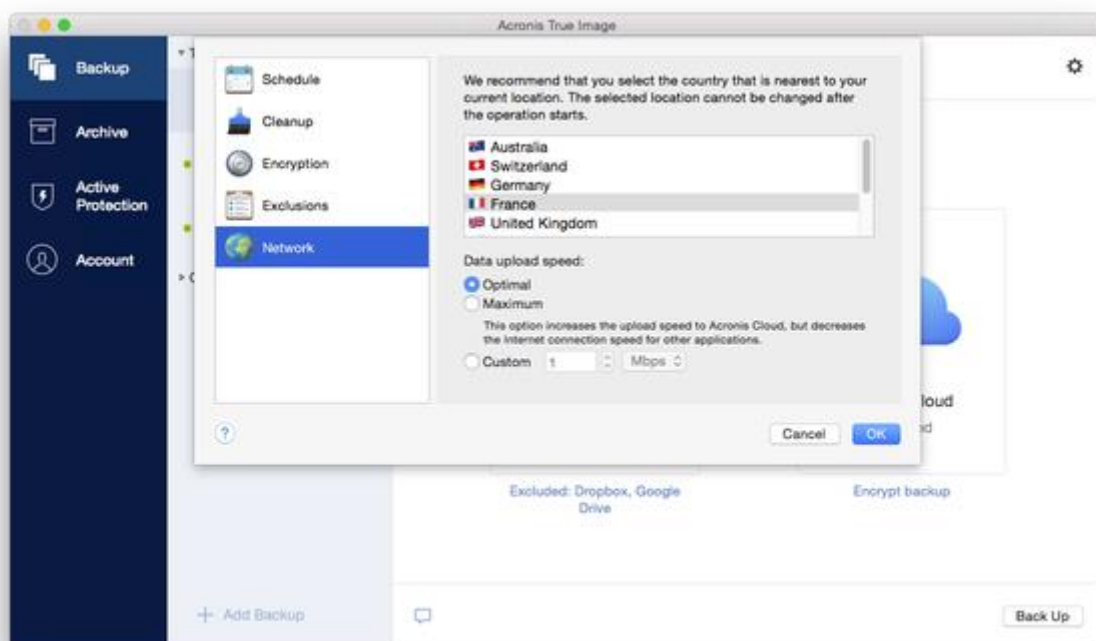 Acronis True Image
Backup
Archive
Active
Protection
Account
Schedule
Cleanup
Encryption
Exclusions
Network
We recommend that you select the country that is nearest to your
current location. The selected location cannot be changed after
the operation starts.
Australia
Switzerland
Germany
France
United Kingdom
Data upload speed:
Optimal
Maximum
This option increases the upload speed to Acronis Cloud, but decreases
the Internet connection speed for other applications.
Custom 1 Mbps
?
Cancel OK
loud
Excluded: Dropbox, Google
Drive
Encrypt backup
+ Add Backup
Back Up